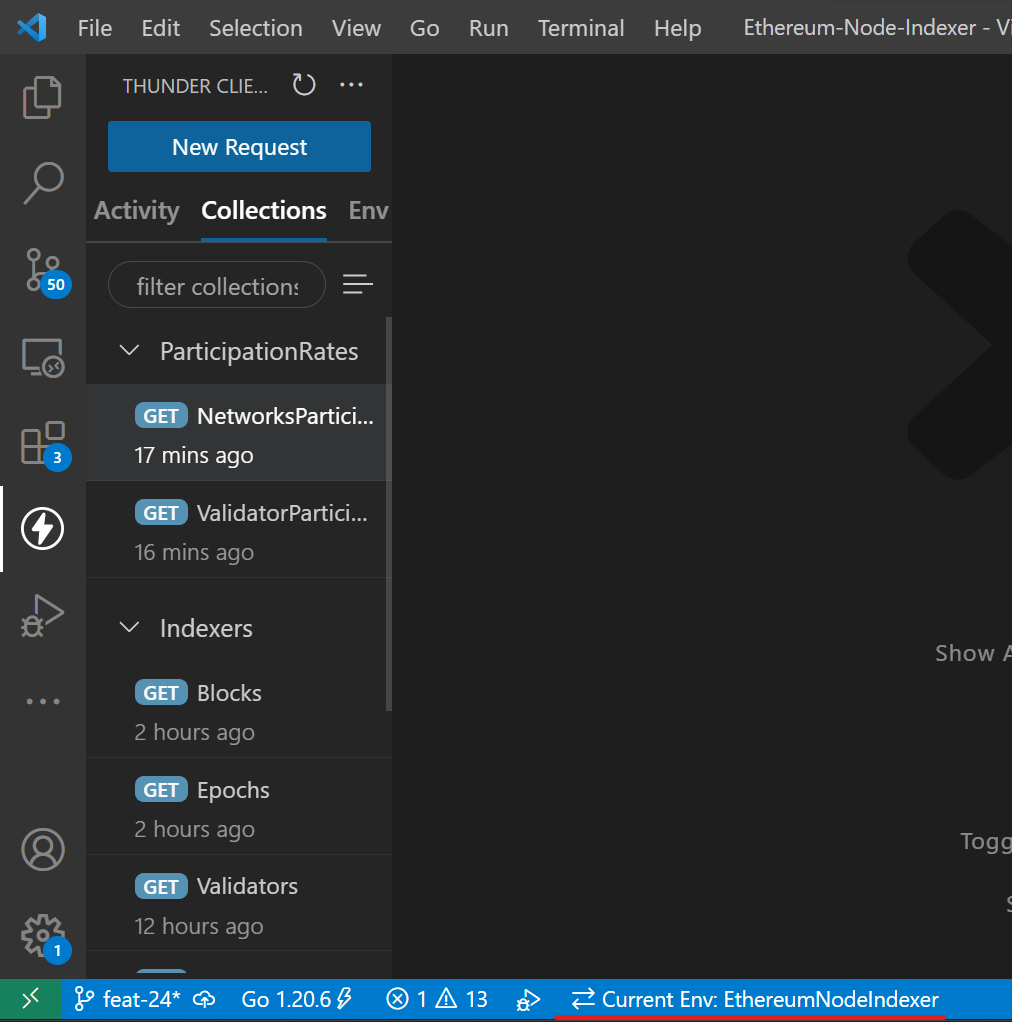 File Edit Selection View Go Run Terminal Help Ethereum-Node-Indexer -
THUNDER CLIE...
New Request
Activity Collections Env
filter collections
ParticipationRates
GET NetworksPartici...
17 mins ago
GET ValidatorPartici...
16 mins ago
Indexers
GET Blocks
2 hours ago
GET Epochs
2 hours ago
GET Validators
12 hours ago
50
3
1
Show
feat-24* Go 1.20.6 1 13 Current Env: EthereumNodeIndexer